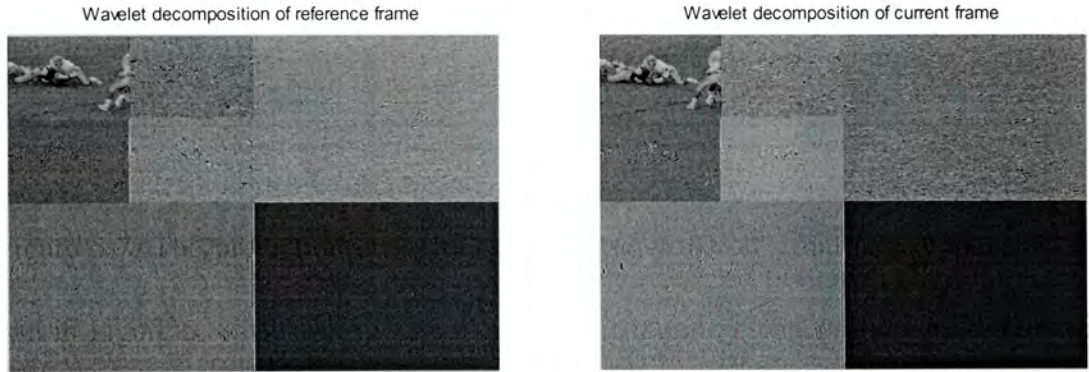 Wavelet decomposition of reference frame
Wavelet decomposition of current frame